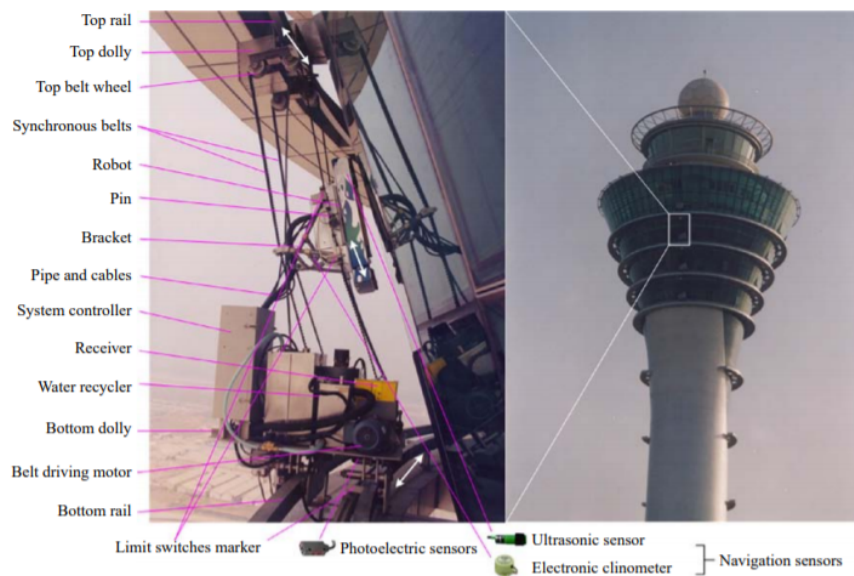 Top rail
Top dolly
Top belt wheel
Synchronous belts
Robot
Pin
Bracket
Pipe and cables
System controller
Receiver
Water recycler
Bottom dolly
Belt driving motor
Bottom rail
Limit switches marker
Photoelectric sensors
Ultrasonic sensor
Electronic clinometer
Navigation sensors